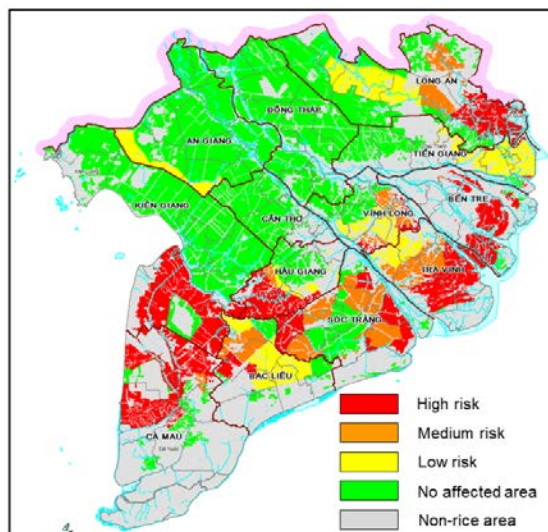 LONG AN
ĐỒNG THÁP
AN GIANG
TIỀN GIANG
KIÊN GIANG
CẦN THƠ
VĨNH LONG
BẾN TRE
HẬU GIANG
TRÀ VINH
SÓC TRĂNG
BẠC LIÊU
CÀ MAU
High risk
Medium risk
Low risk
No affected area
Non-rice area